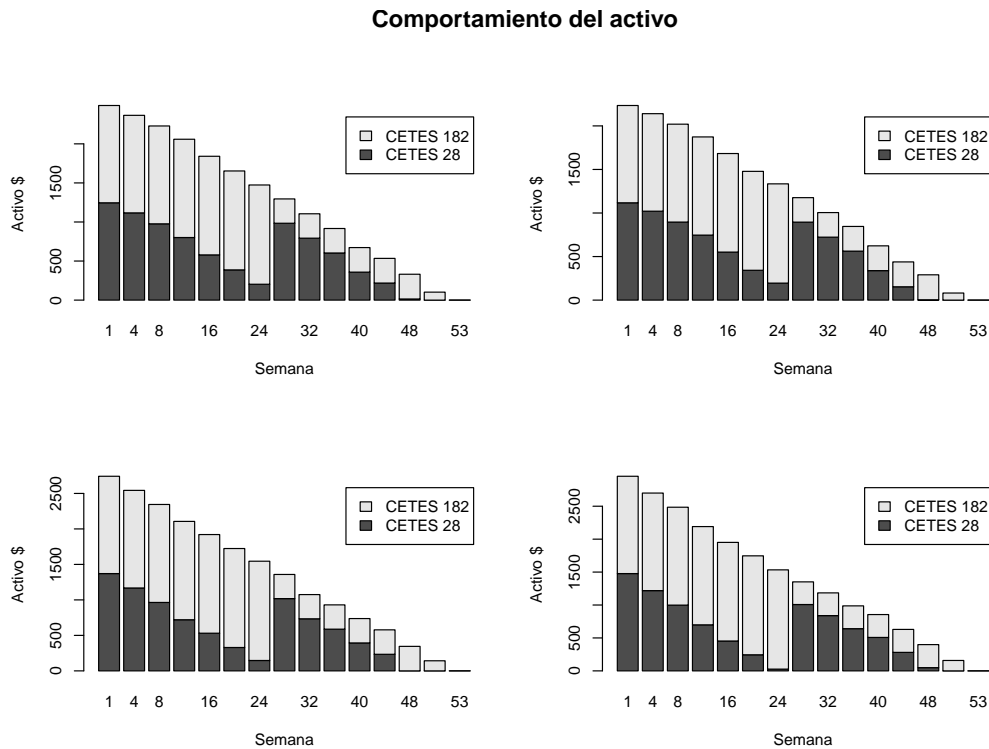 Comportamiento del activo
Activo $
0
500
1500
CETES 182
CETES 28
1 4 8 16 24 32 40 48 53
Semana
Activo $
0
500
1500
CETES 182
CETES 28
1 4 8 16 24 32 40 48 53
Semana
Activo $
0
500
1500
2500
CETES 182
CETES 28
1 4 8 16 24 32 40 48 53
Semana
Activo $
0
500
1500
2500
CETES 182
CETES 28
1 4 8 16 24 32 40 48 53
Semana